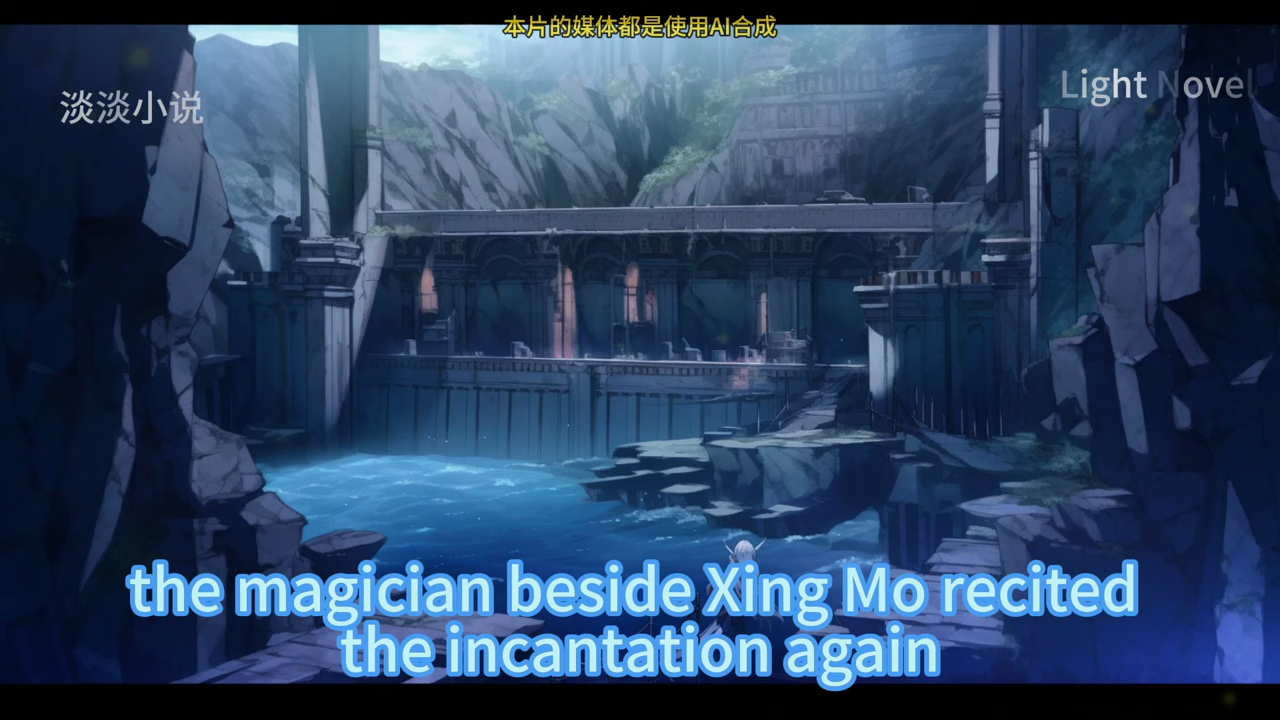 本片的媒体都是使用AI合成
淡淡小说
Light Novel
the magician beside Xing Mo recited
the incantation again